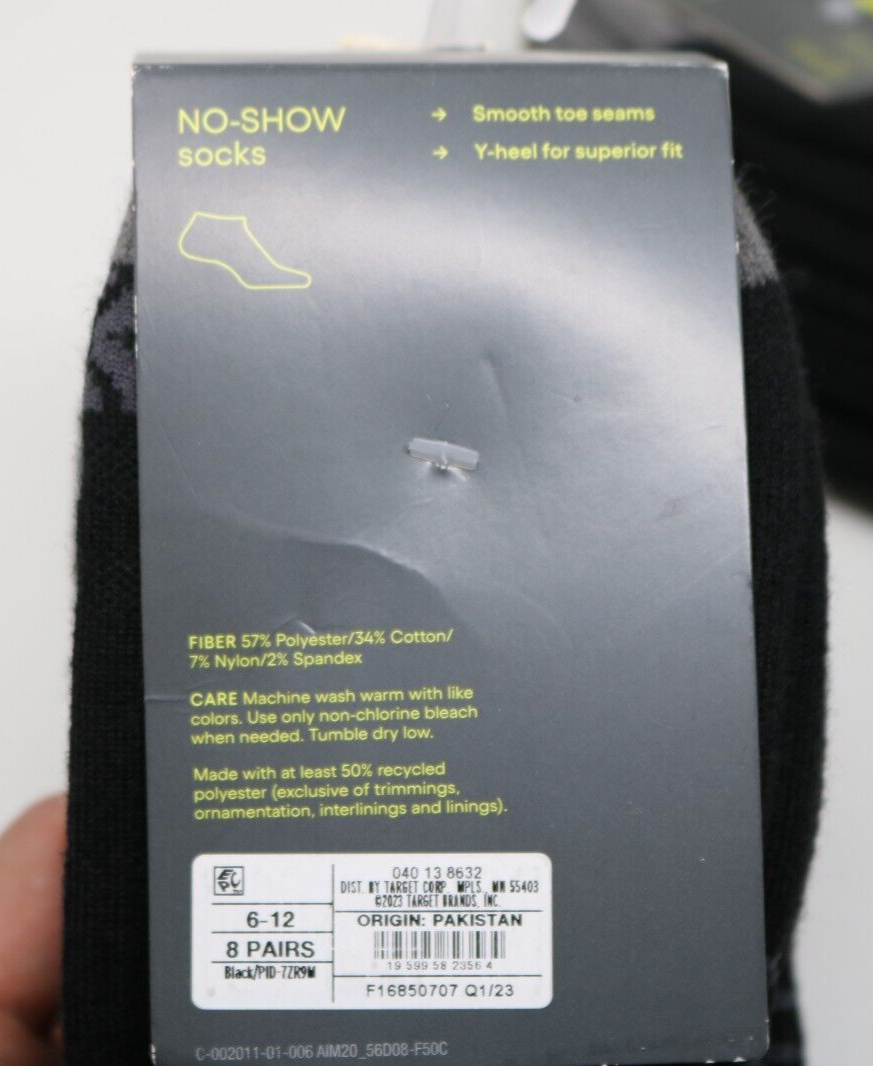 NO-SHOW
socks
→ Smooth toe seams
→ Y-heel for superior fit
FIBER 57% Polyester/34% Cotton/
7% Nylon/2% Spandex
CARE Machine wash warm with like
colors. Use only non-chlorine bleach
when needed. Tumble dry low.
Made with at least 50% recycled
polyester (exclusive of trimmings,
ornamentation, interlinings and linings).
6-12
8 PAIRS
Black/PID-7ZR9W
040 13 8632
DIST. BY TARGET CORP. MPLS., MN 55403
©2023 TARGET BRANDS, INC.
ORIGIN: PAKISTAN
19 599 58 2356 4
F16850707 Q1/23
C-002011-01-006 AIM20_56D08-F50C